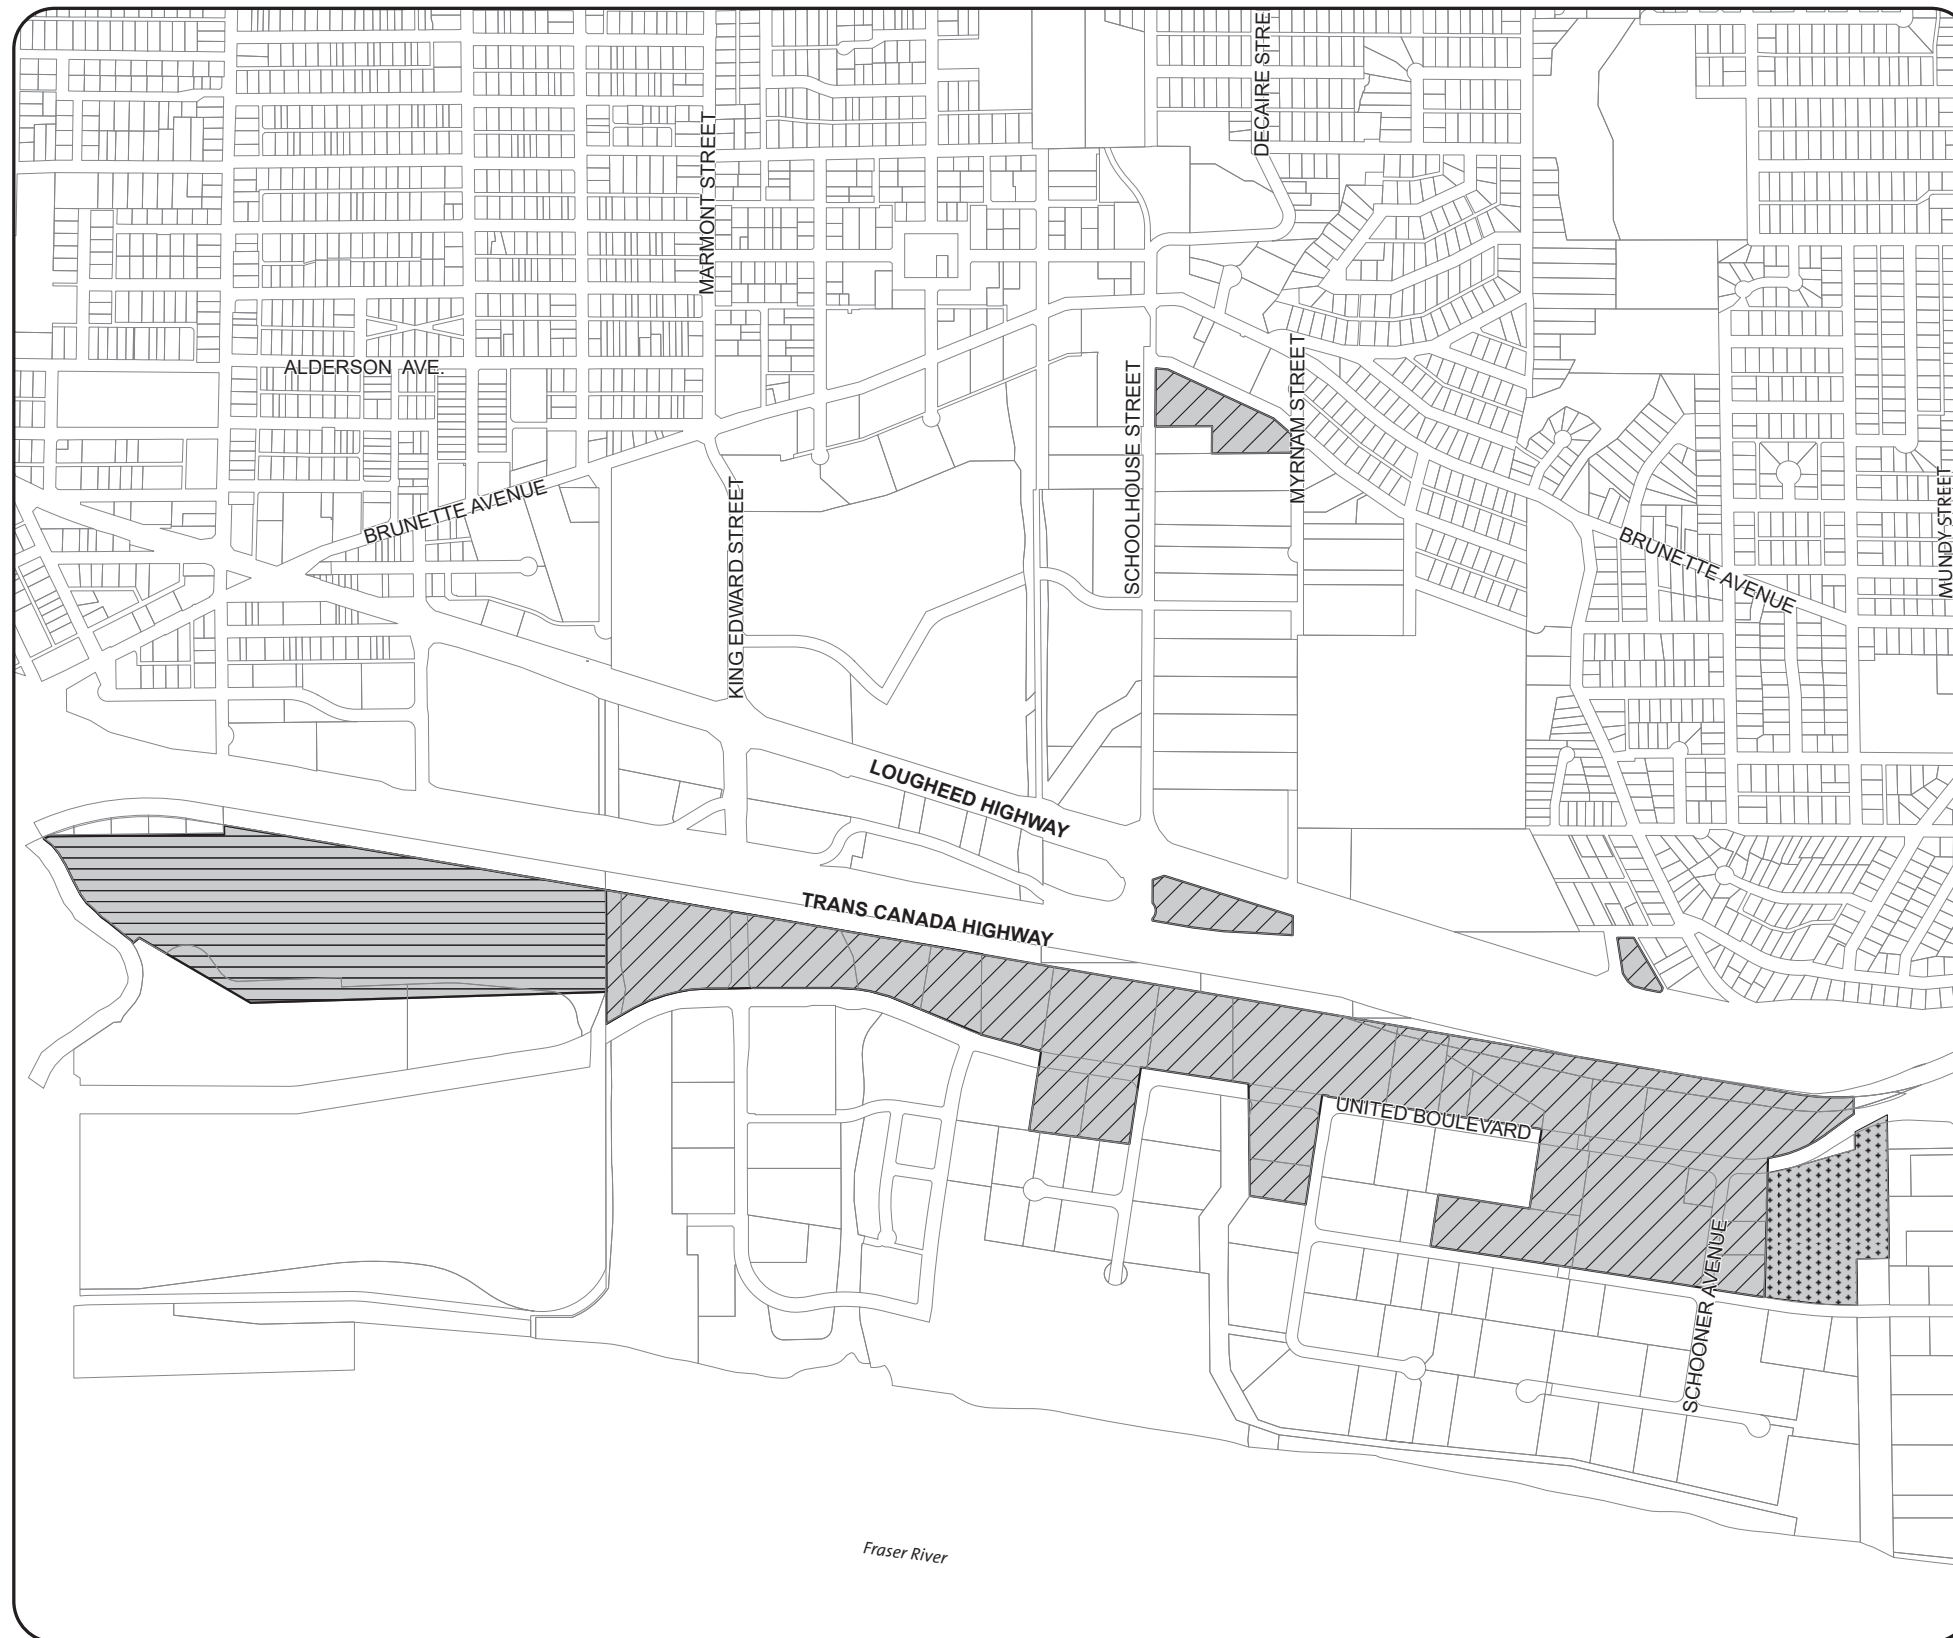 DECAIRE STRE
MARMONT STREET
ALDERSON AVE.
BRUNETTE AVENUE
KING EDWARD STREET
SCHOOLHOUSE STREET
MYRNAM STREET
BRUNETTE AVENUE
MUNDY STREET
LOUGHEED HIGHWAY
TRANS CANADA HIGHWAY
UNITED BOULEVARD
SCHOONER AVENUE
Fraser River